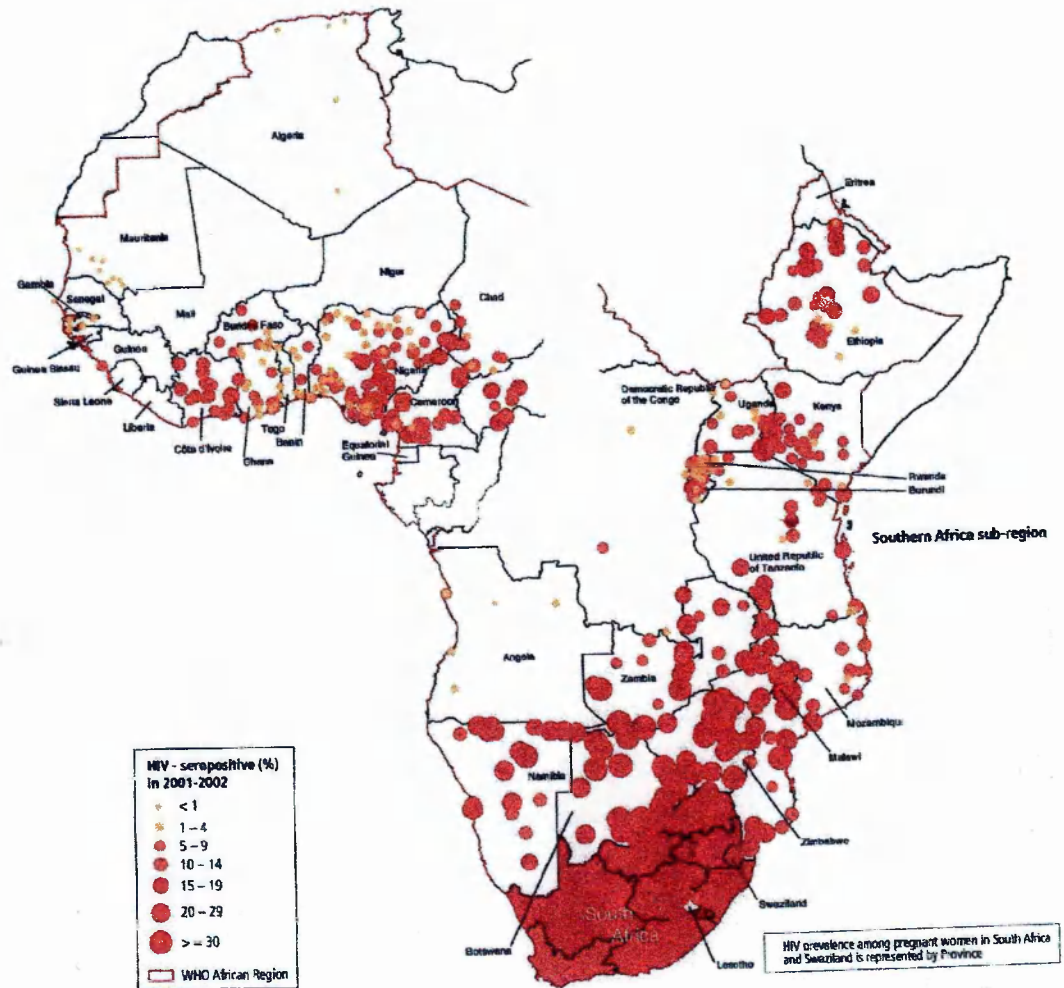 Algeria
Eritrea
Mauritania
Niger
Chad
Gambia
Senegal
Mali
Burkina Faso
Guinea
Guinea Bissau
Nigeria
Ethiopia
Sierra Leone
Cameroon
Democratic Republic
of the Congo
Uganda
Kenya
Liberia
Togo
Côte d'Ivoire
Benin
Ghana
Equatorial
Guinea
Rwanda
Burundi
Southern Africa sub-region
United Republic
of Tanzania
Angola
Zambia
Mozambique
Malawi
Namibia
HIV - seropositive (%)
in 2001-2002
< 1
1 – 4
5 – 9
10 – 14
15 – 19
20 – 29
> = 30
WHO African Region
Zimbabwe
Swaziland
South
Africa
Botswana
Lesotho
HIV prevalence among pregnant women in South Africa
and Swaziland is represented by Province